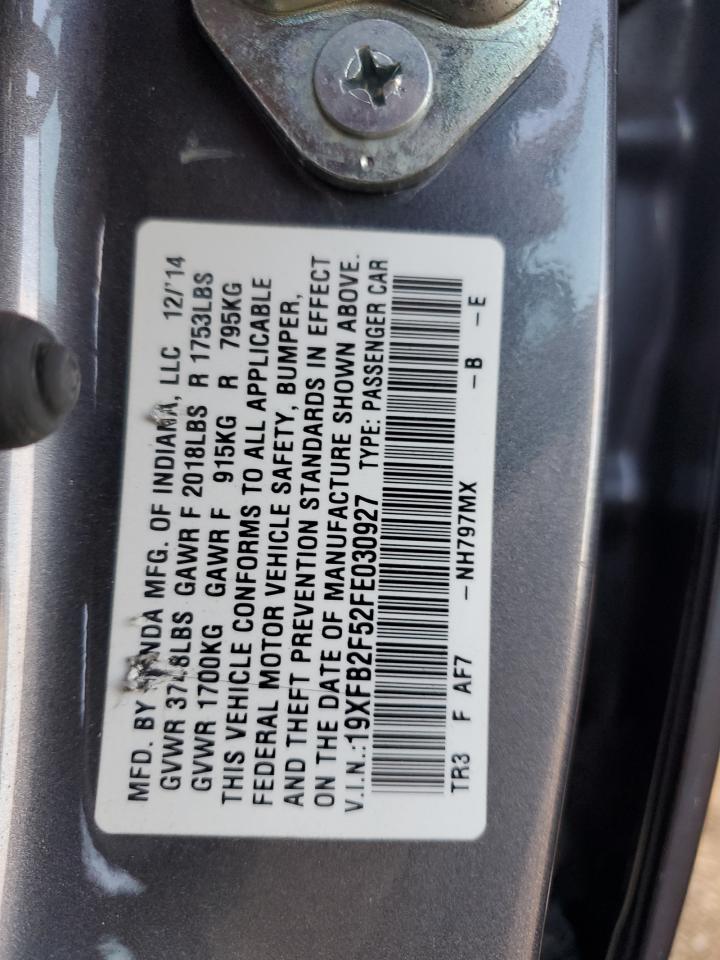 MFD. BY HONDA MFG. OF INDIANA, LLC 12/'14
GVWR LBS GAWR F 2018LBS R 1753LBS
GVWR 1700KG GAWR F 915KG R 795KG
THIS VEHICLE CONFORMS TO ALL APPLICABLE
FEDERAL MOTOR VEHICLE SAFETY, BUMPER,
AND THEFT PREVENTION STANDARDS IN EFFECT
ON THE DATE OF MANUFACTURE SHOWN ABOVE.
V.I.N.:19XFB2F52FE030927 TYPE: PASSENGER CAR
TR3 F AF7 -NH797MX -B -E